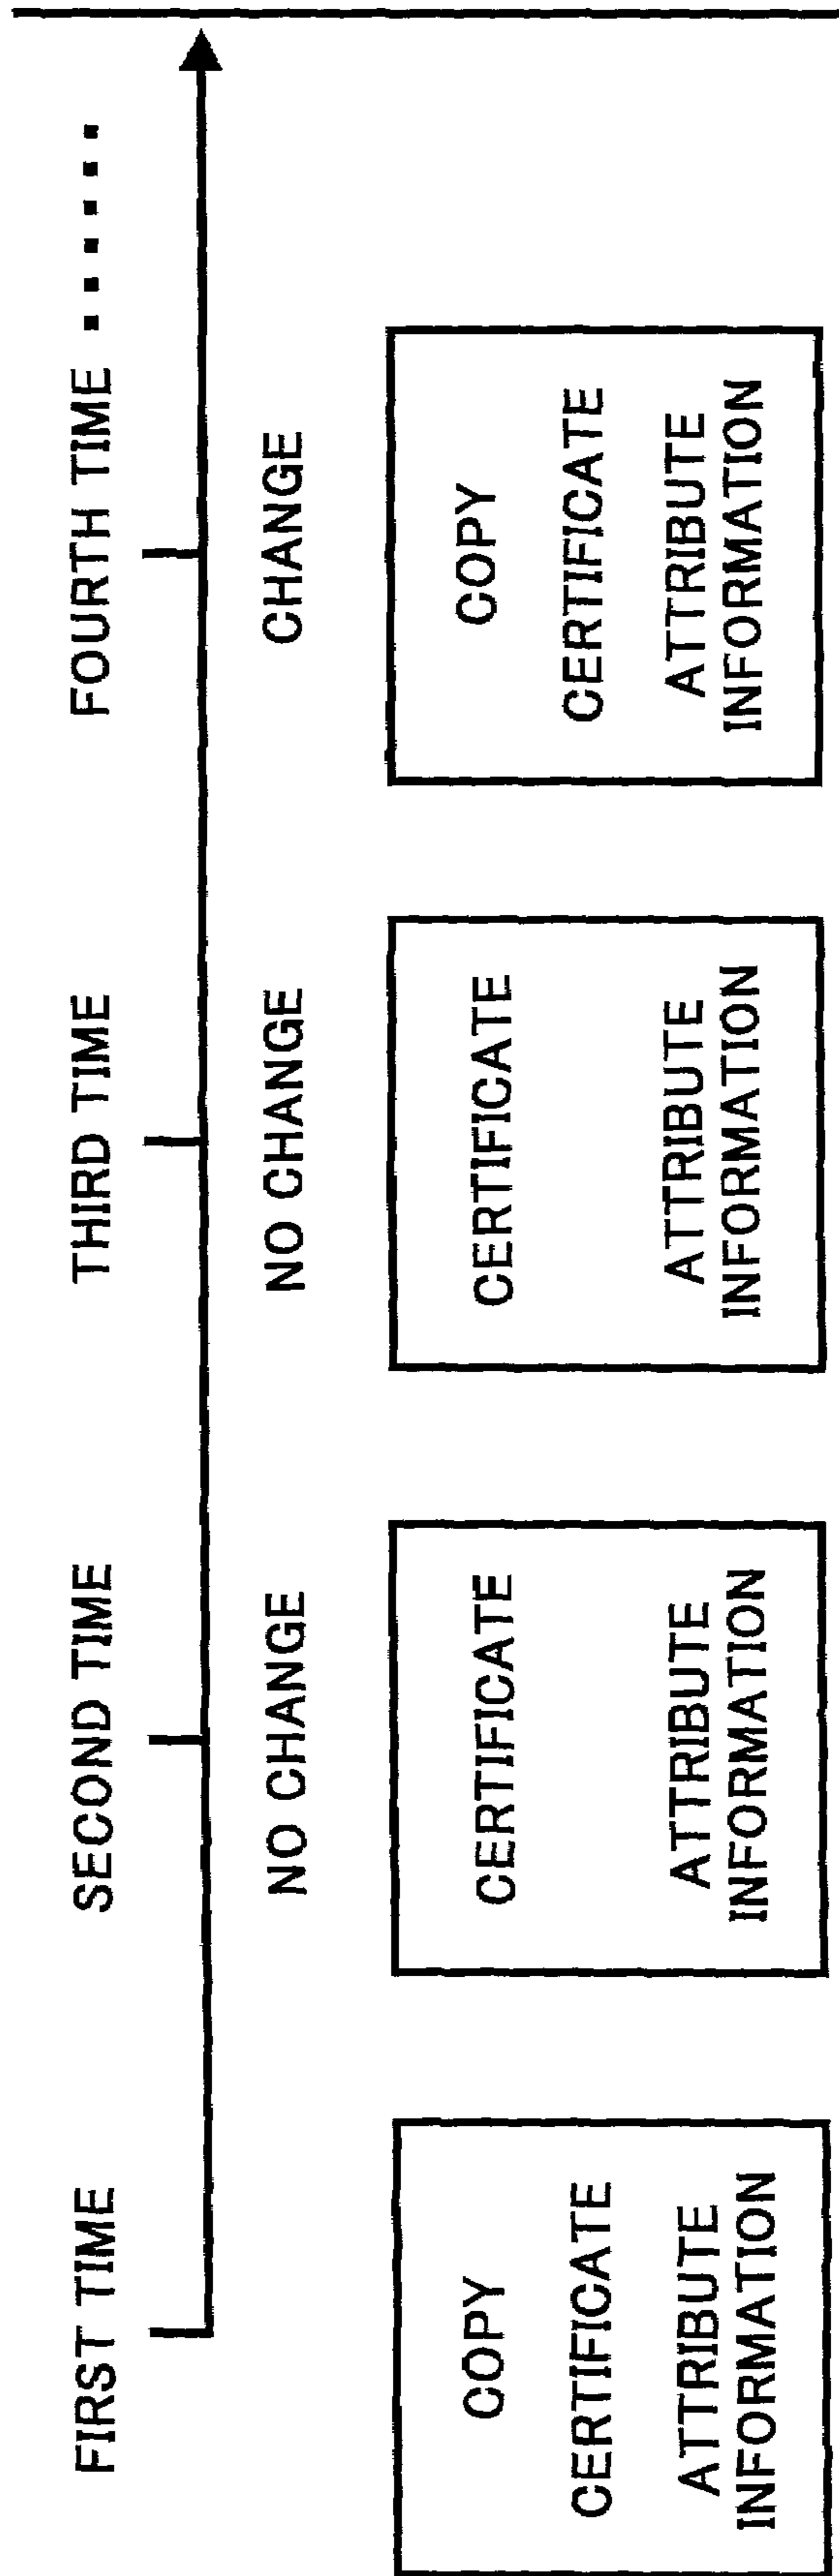 FIRST TIME
SECOND TIME
THIRD TIME
FOURTH TIME ......
NO CHANGE
NO CHANGE
CHANGE
COPY
CERTIFICATE
ATTRIBUTE
INFORMATION
CERTIFICATE
ATTRIBUTE
INFORMATION
CERTIFICATE
ATTRIBUTE
INFORMATION
COPY
CERTIFICATE
ATTRIBUTE
INFORMATION